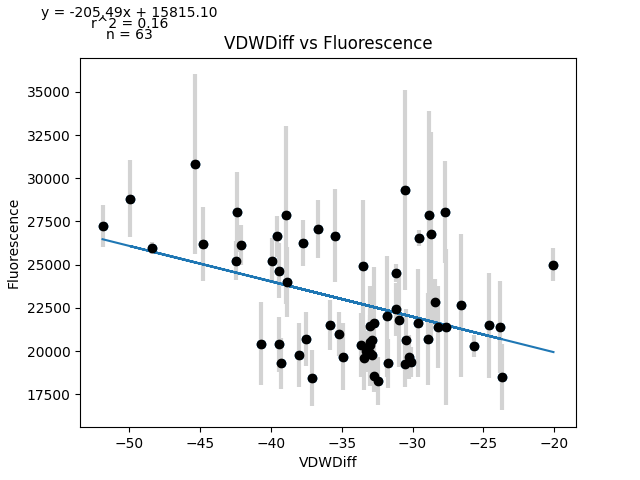 y = -205.49x + 15815.10
r^2 = 0.16
n = 63
VDWDiff vs Fluorescence
35000
32500
30000
27500
25000
22500
20000
17500
Fluorescence
−50 −45 −40 −35 −30 −25 −20
VDWDiff